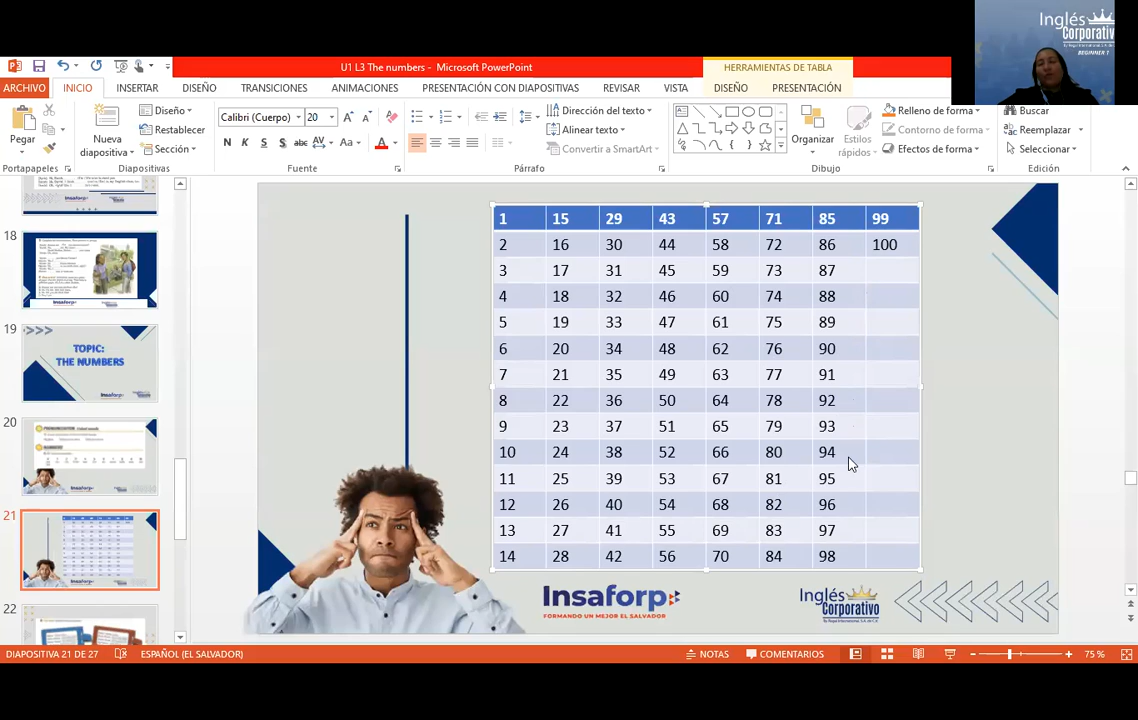 Inglés
Corporativo
BEGINNER 1
U1 L3 The numbers - Microsoft PowerPoint
HERRAMIENTAS DE TABLA
ARCHIVO INICIO INSERTAR DISEÑO TRANSICIONES ANIMACIONES PRESENTACIÓN CON DIAPOSITIVAS REVISAR VISTA DISEÑO PRESENTACIÓN
Pegar
Nueva
diapositiva
Diseño
Restablecer
Sección
Calibri (Cuerpo) 20
N K S S abc AV Aa A
Dirección del texto
Alinear texto
Convertir a SmartArt
Organizar
Estilos
rápidos
Relleno de forma
Contorno de forma
Efectos de forma
Buscar
Reemplazar
Seleccionar
Portapapeles Diapositivas Fuente Párrafo Dibujo Edición
18
19
TOPIC:
THE NUMBERS
20
21
22
1 15 29 43 57 71 85 99
2 16 30 44 58 72 86 100
3 17 31 45 59 73 87
4 18 32 46 60 74 88
5 19 33 47 61 75 89
6 20 34 48 62 76 90
7 21 35 49 63 77 91
8 22 36 50 64 78 92
9 23 37 51 65 79 93
10 24 38 52 66 80 94
11 25 39 53 67 81 95
12 26 40 54 68 82 96
13 27 41 55 69 83 97
14 28 42 56 70 84 98
Insaforp
FORMANDO UN MEJOR EL SALVADOR
Inglés
Corporativo
DIAPOSITIVA 21 DE 27 ESPAÑOL (EL SALVADOR) NOTAS COMENTARIOS 75 %